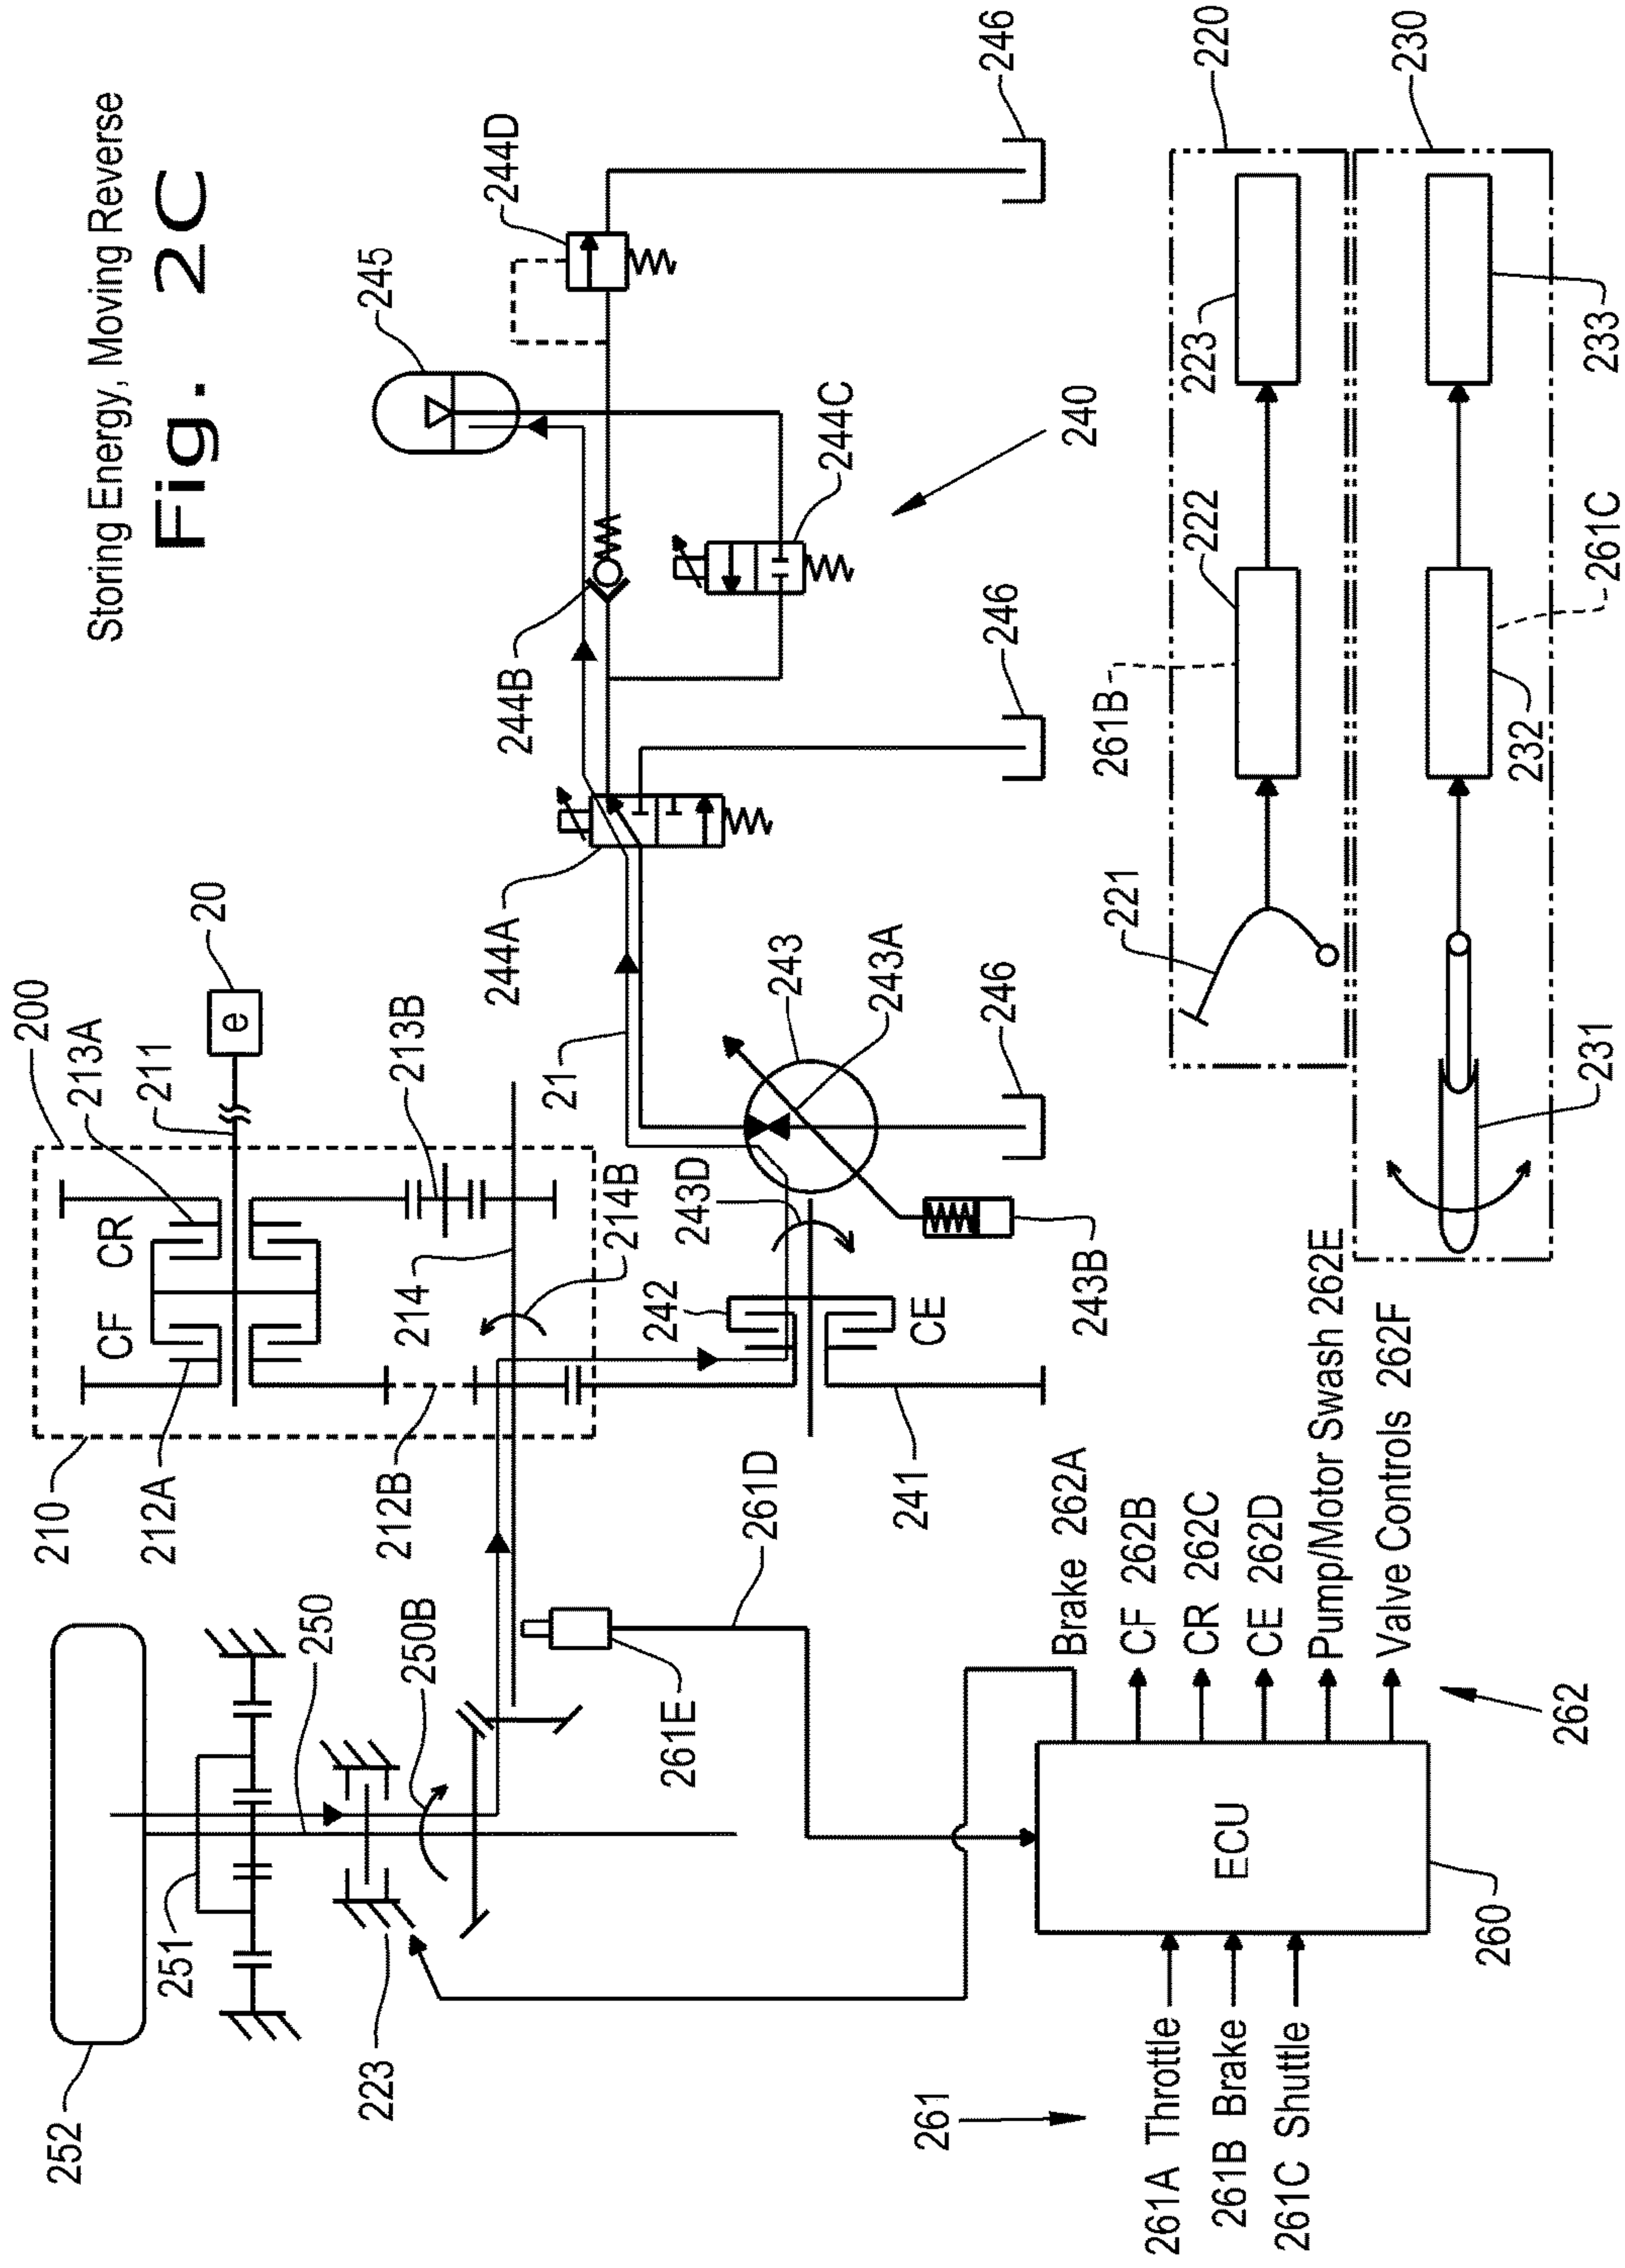 Storing Energy, Moving Reverse
Fig. 2C
252
251
223
250
250B
261E
261D
210
212A
212B
CF
CR
214
214B
200
213A
211
213B
20
e
21
241
242
CE
243D
243
243A
243B
244A
244B
244C
244D
245
246
246
246
240
261
261A Throttle
261B Brake
261C Shuttle
ECU
260
Brake 262A
CF 262B
CR 262C
CE 262D
Pump/Motor Swash 262E
Valve Controls 262F
262
220
221
261B
222
223
230
231
232
261C
233